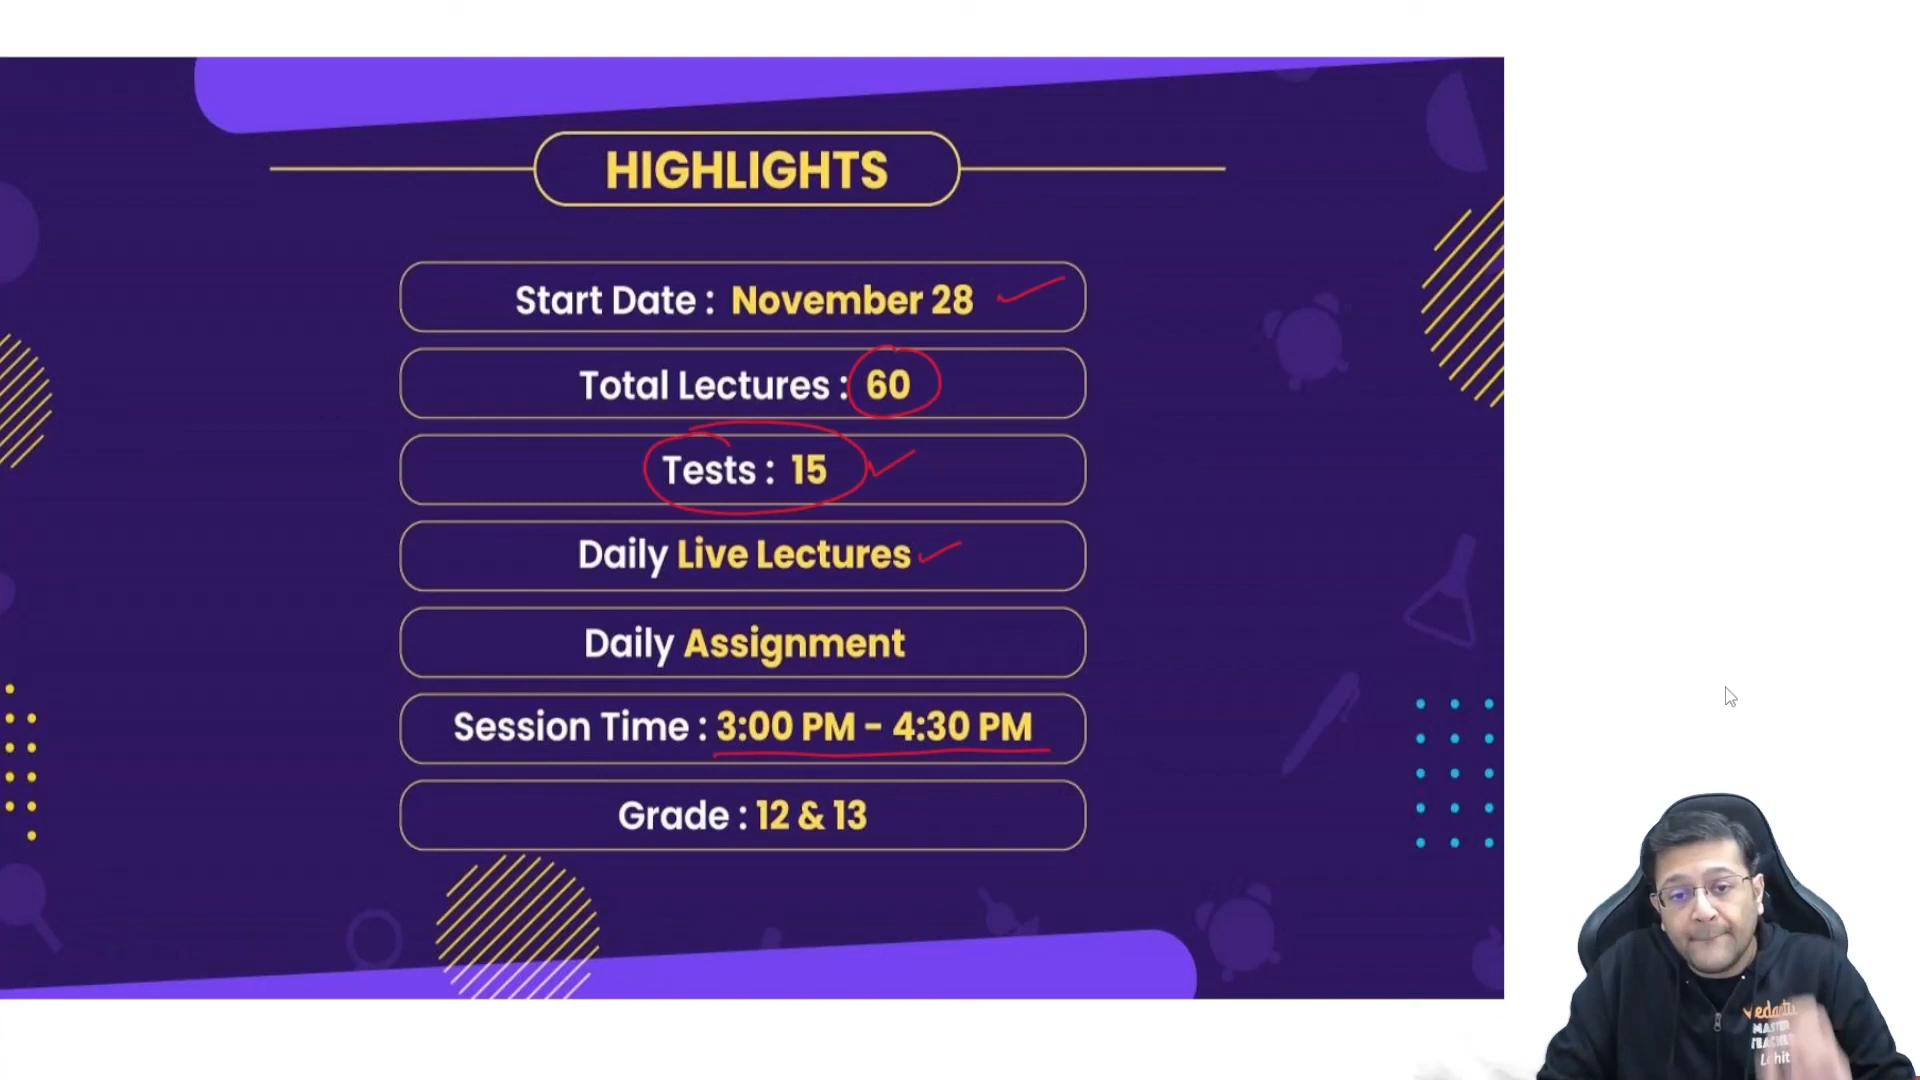 HIGHLIGHTS
Start Date : November 28
Total Lectures : 60
Tests : 15
Daily Live Lectures
Daily Assignment
Session Time : 3:00 PM - 4:30 PM
Grade : 12 & 13
MASTER